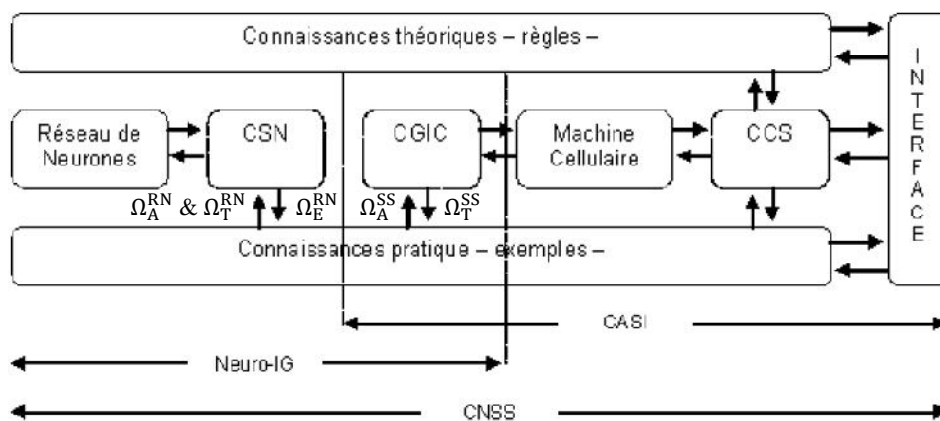 Connaissances théoriques – règles –
INTERFACE
Réseau de
Neurones
CSN
CGIC
Machine
Cellulaire
CCS
Ω_A^RN & Ω_T^RN
Ω_E^RN
Ω_A^SS
Ω_T^SS
Connaissances pratique – exemples –
CASI
Neuro-IG
CNSS